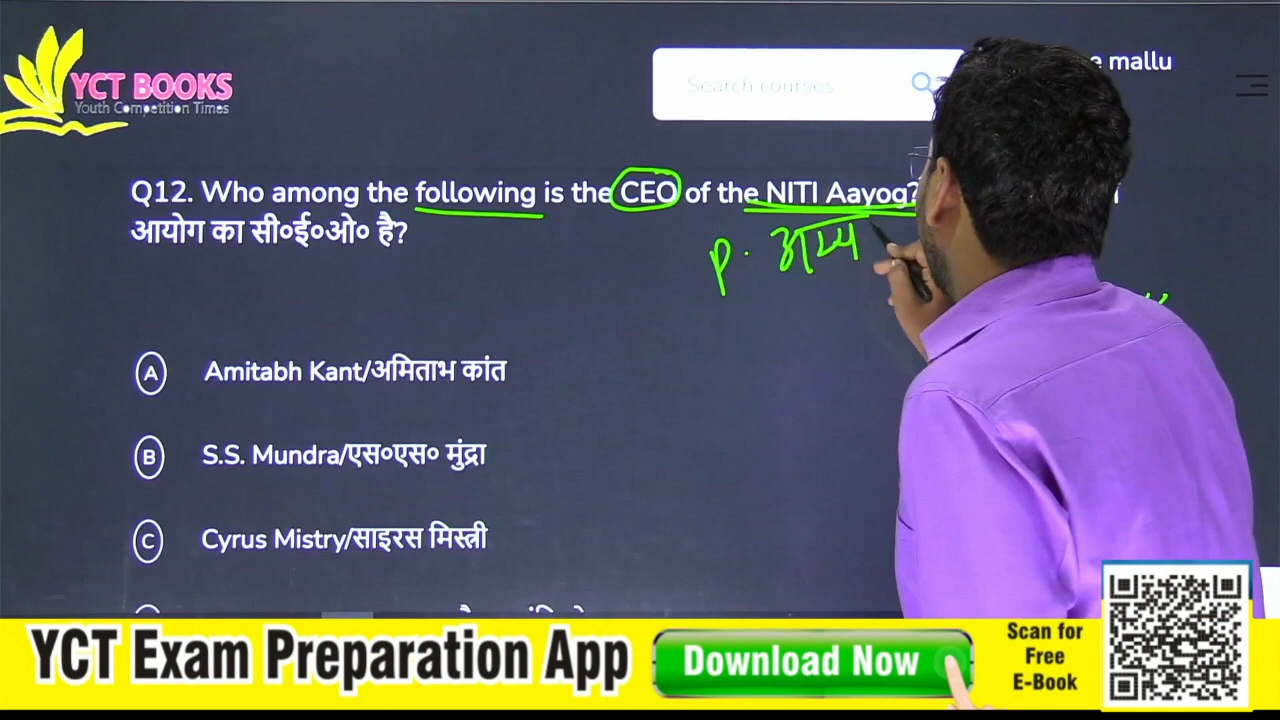 YCT BOOKS
Youth Competition Times
Search courses
e mallu
Q12. Who among the following is the CEO of the NITI Aayog?
आयोग का सी०ई०ओ० है?
P. अध्य
A Amitabh Kant/अमिताभ कांत
B S.S. Mundra/एस०एस० मुंद्रा
C Cyrus Mistry/साइरस मिस्त्री
YCT Exam Preparation App
Download Now
Scan for
Free
E-Book